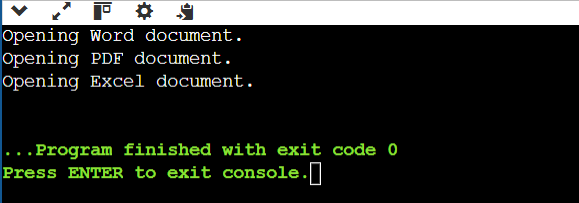 Opening Word document.
Opening PDF document.
Opening Excel document.
...Program finished with exit code 0
Press ENTER to exit console.